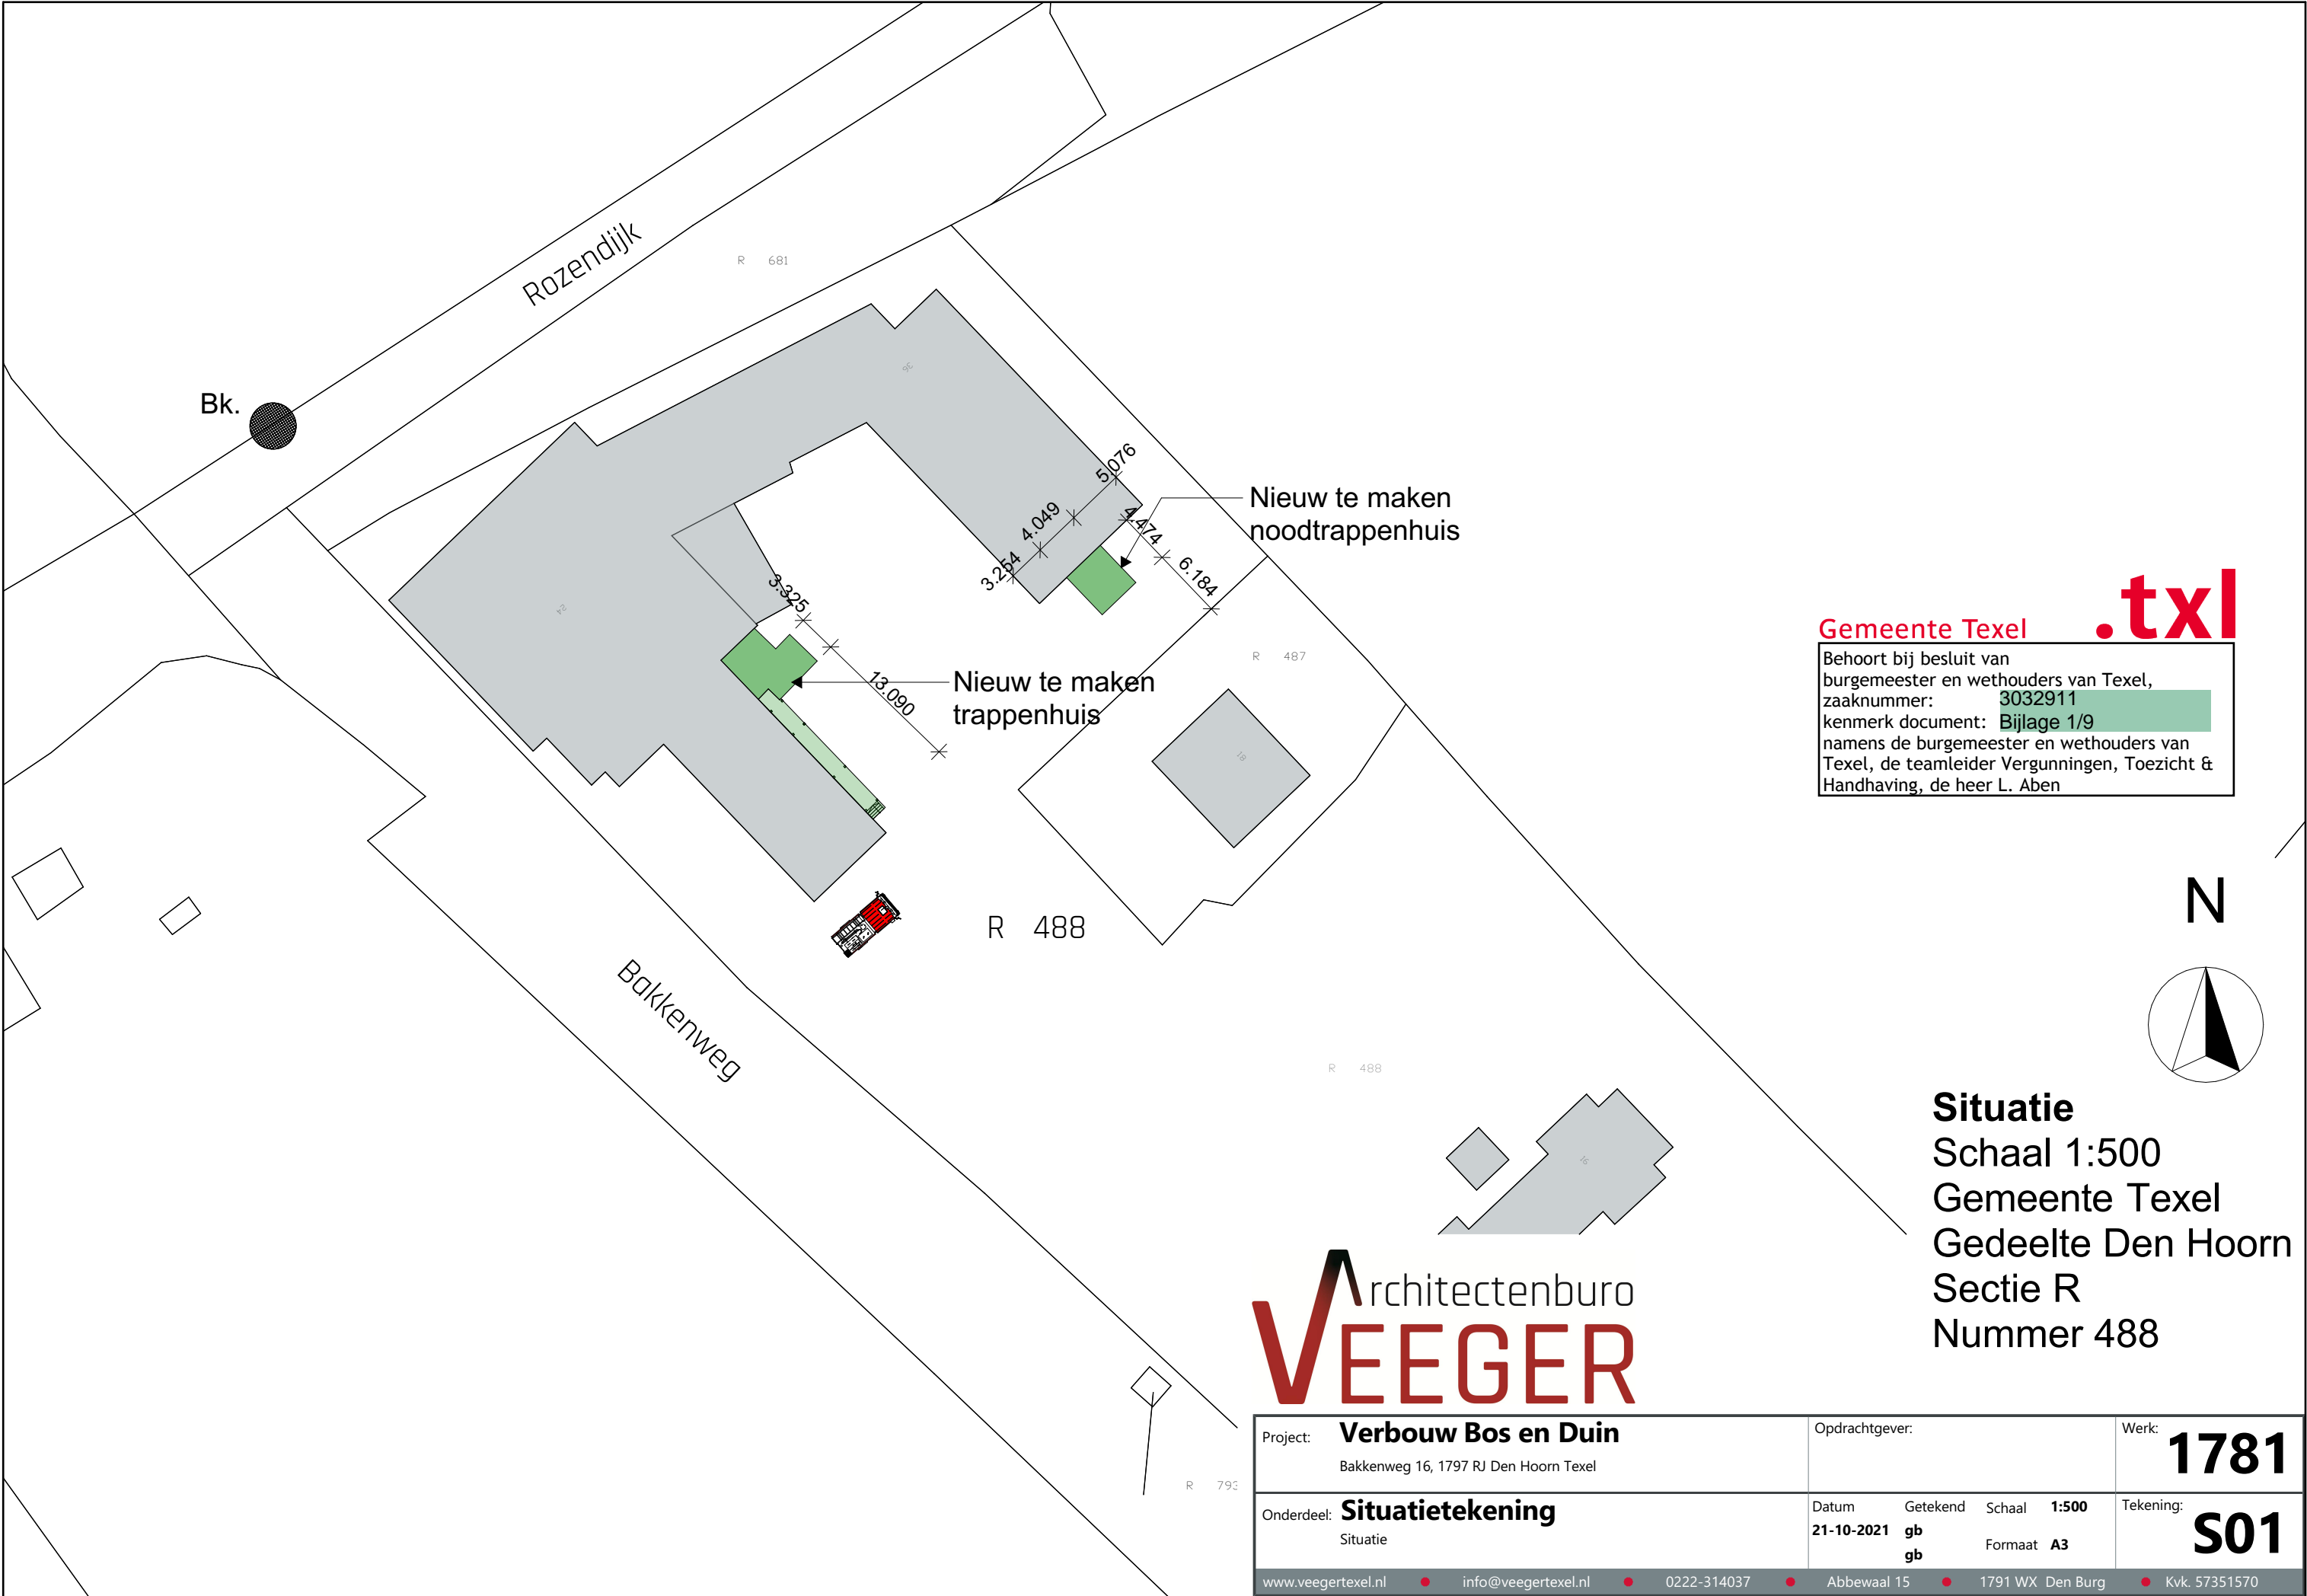 Rozendijk
R 681
36
Bk.
5.076
4.049
3.254
4.474
6.184
Nieuw te maken
noodtrappenhuis
3.325
13.090
Nieuw te maken
trappenhuis
R 487
18
.txl
Gemeente Texel
Behoort bij besluit van
burgemeester en wethouders van Texel,
zaaknummer: 3032911
kenmerk document: Bijlage 1/9
namens de burgemeester en wethouders van
Texel, de teamleider Vergunningen, Toezicht &
Handhaving, de heer L. Aben
N
R 488
Bakkenweg
R 488
16
Situatie
Schaal 1:500
Gemeente Texel
Gedeelte Den Hoorn
Sectie R
Nummer 488
Architectenburo
VEEGER
R 793
Project: Verbouw Bos en Duin
Bakkenweg 16, 1797 RJ Den Hoorn Texel
Opdrachtgever:
Werk: 1781
Onderdeel: Situatietekening
Situatie
Datum Getekend Schaal 1:500
21-10-2021 gb
Formaat A3
gb
Tekening: S01
www.veegertexel.nl • info@veegertexel.nl • 0222-314037 • Abbewaal 15 • 1791 WX Den Burg • Kvk. 57351570